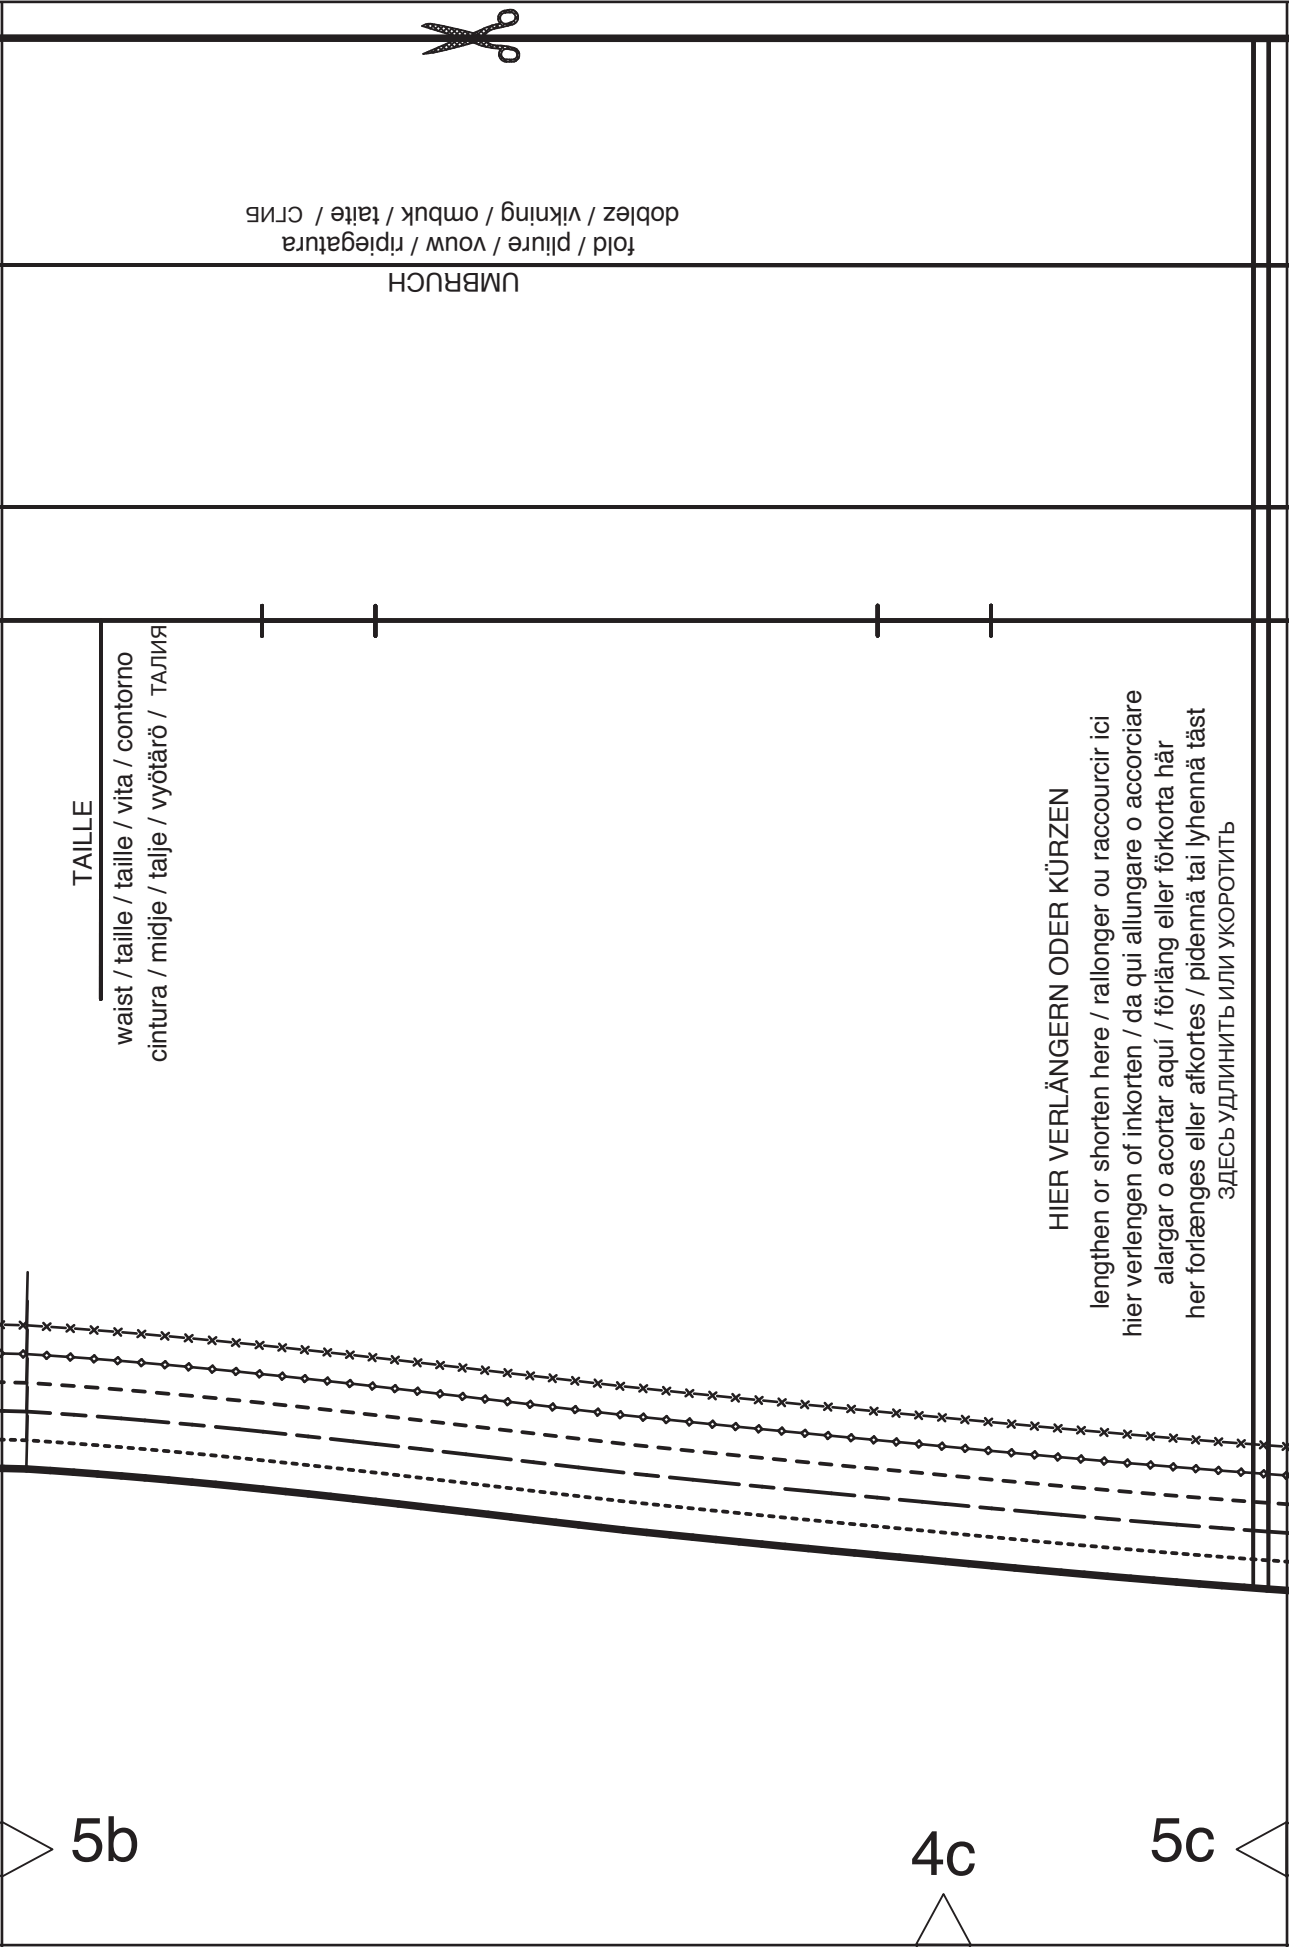 UMBRUCH
fold / pliure / vouw / ripiegatura
doblez / vikning / ombuk / taite / СГИБ
TAILLE
waist / taille / taille / vita / contorno
cintura / midje / talje / vyötärö / ТАЛИЯ
HIER VERLÄNGERN ODER KÜRZEN
lengthen or shorten here / rallonger ou raccourcir ici
hier verlengen of inkorten / da qui allungare o accorciare
alargar o acortar aquí / förläng eller förkorta här
her forlænges eller afkortes / pidennä tai lyhennä täst
ЗДЕСЬ УДЛИНИТЬ ИЛИ УКОРОТИТЬ
5b
4c
5c